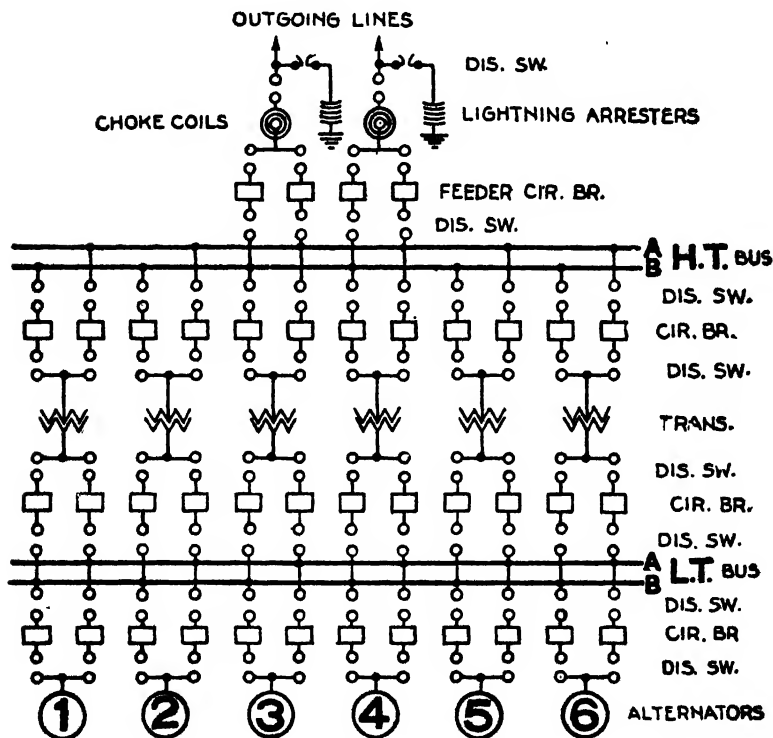 OUTGOING LINES
DIS. SW.
CHOKE COILS
LIGHTNING ARRESTERS
FEEDER CIR. BR.
DIS. SW.
A
B H.T. BUS
DIS. SW.
CIR. BR.
DIS. SW.
TRANS.
DIS. SW.
CIR. BR.
DIS. SW.
A
B L.T. BUS
DIS. SW.
CIR. BR
DIS. SW.
1 2 3 4 5 6 ALTERNATORS